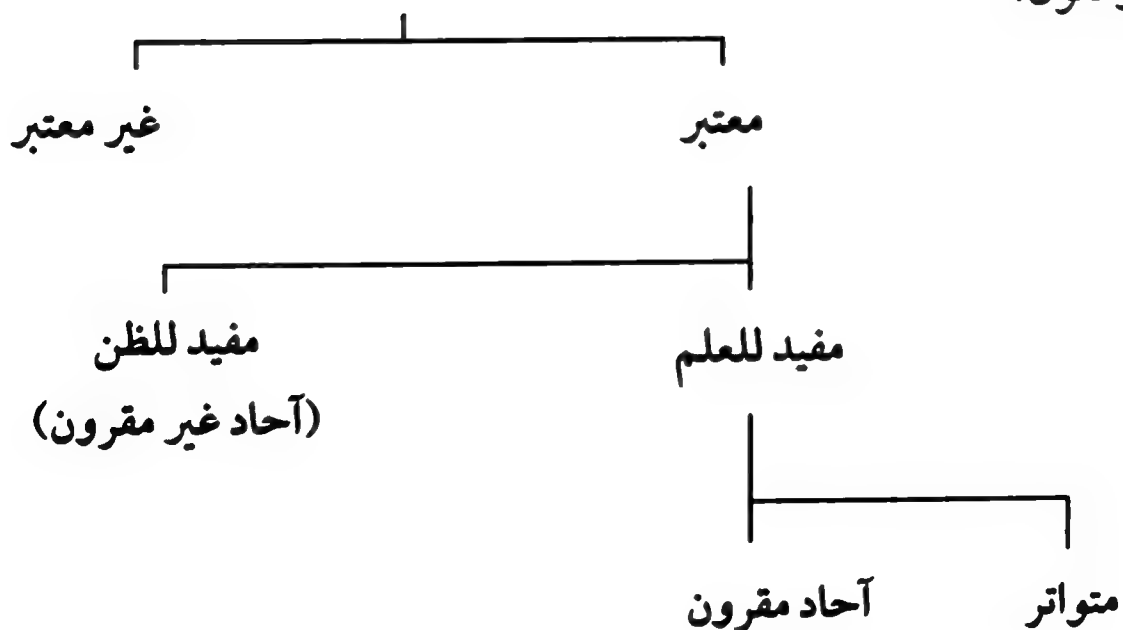 معتبر غير معتبر
مفيد للعلم مفيد للظن
(آحاد غير مقرون)
متواتر آحاد مقرون